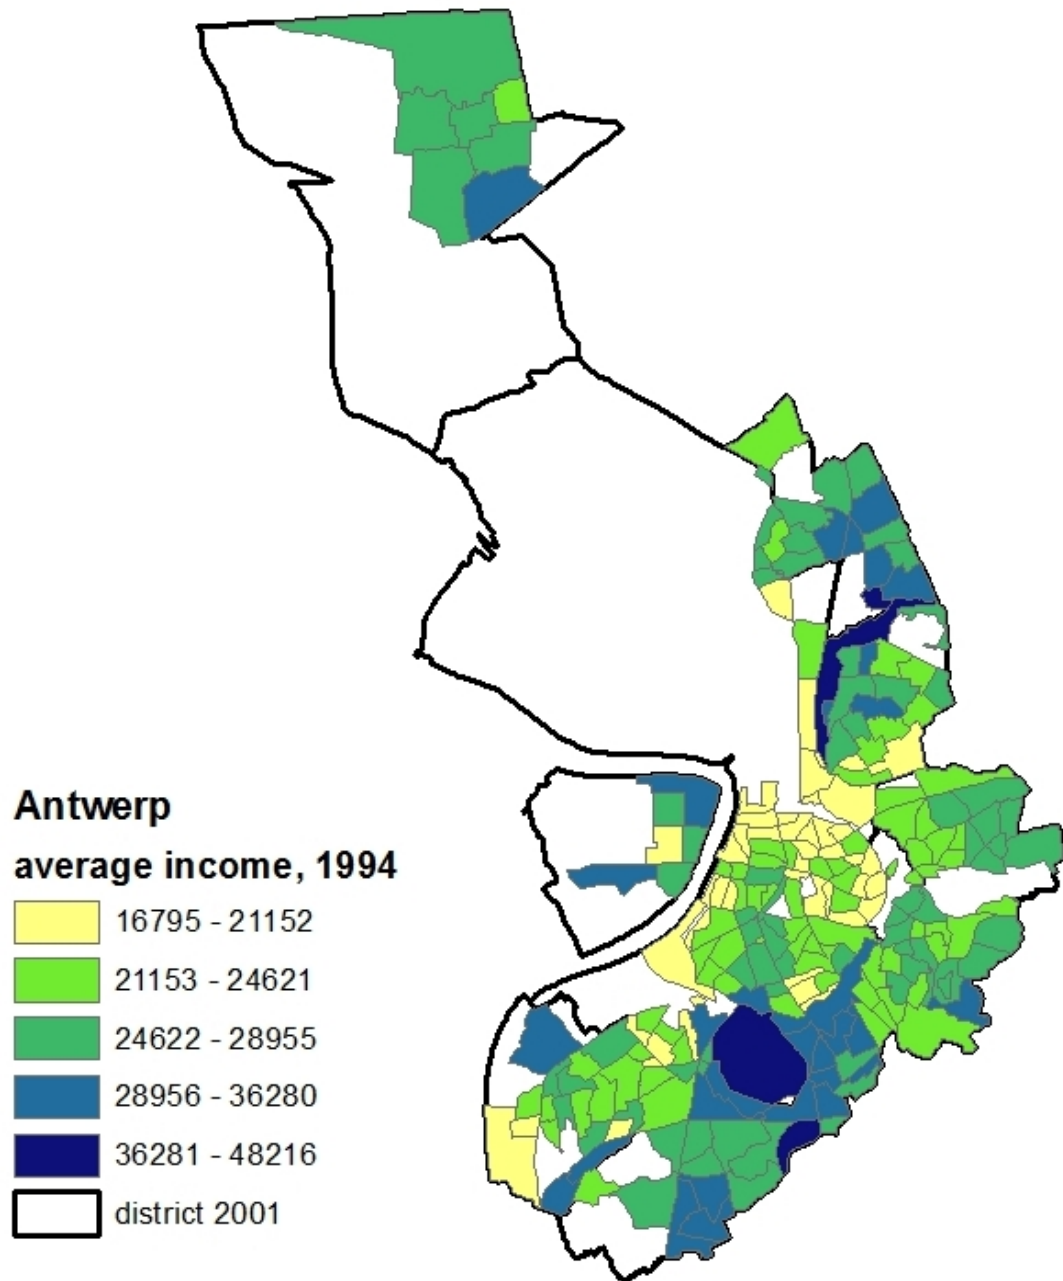 Antwerp
average income, 1994
16795 - 21152
21153 - 24621
24622 - 28955
28956 - 36280
36281 - 48216
district 2001